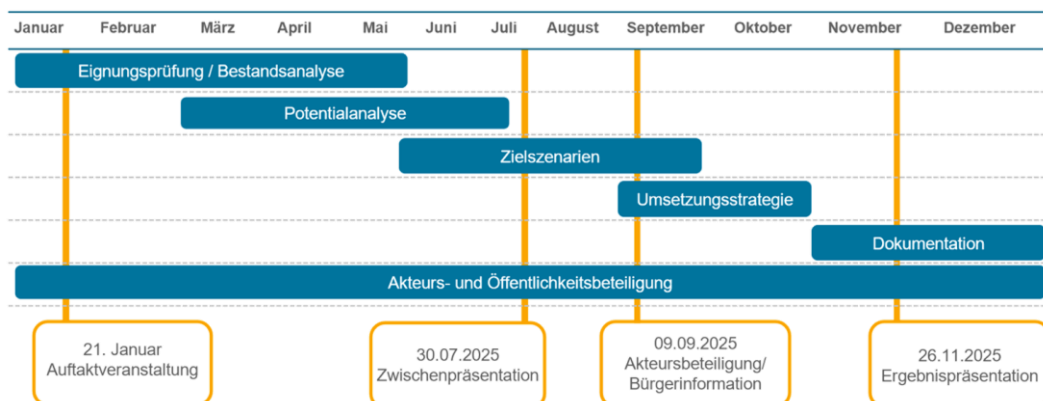 Januar Februar März April Mai Juni Juli August September Oktober November Dezember
Eignungsprüfung / Bestandsanalyse
Potentialanalyse
Zielszenarien
Umsetzungsstrategie
Dokumentation
Akteurs- und Öffentlichkeitsbeteiligung
21. Januar
Auftaktveranstaltung
30.07.2025
Zwischenpräsentation
09.09.2025
Akteursbeteiligung/
Bürgerinformation
26.11.2025
Ergebnispräsentation